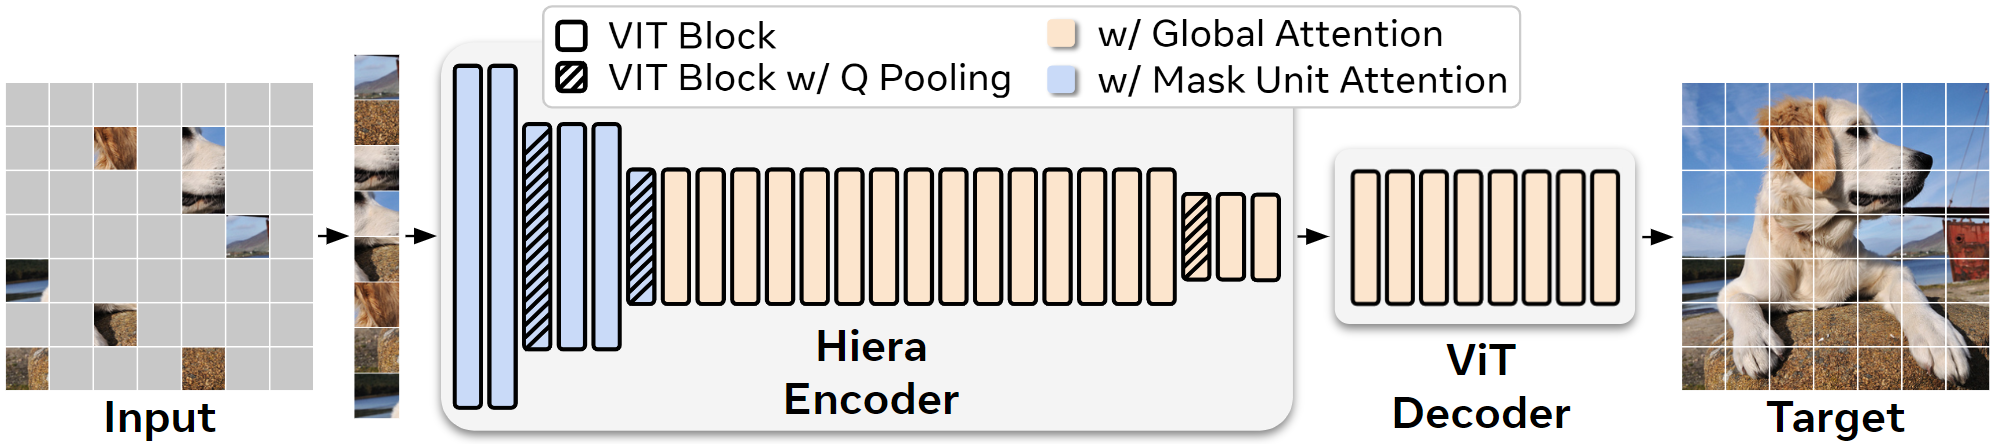 VIT Block
VIT Block w/ Q Pooling
w/ Global Attention
w/ Mask Unit Attention
Input
Hiera
Encoder
ViT
Decoder
Target